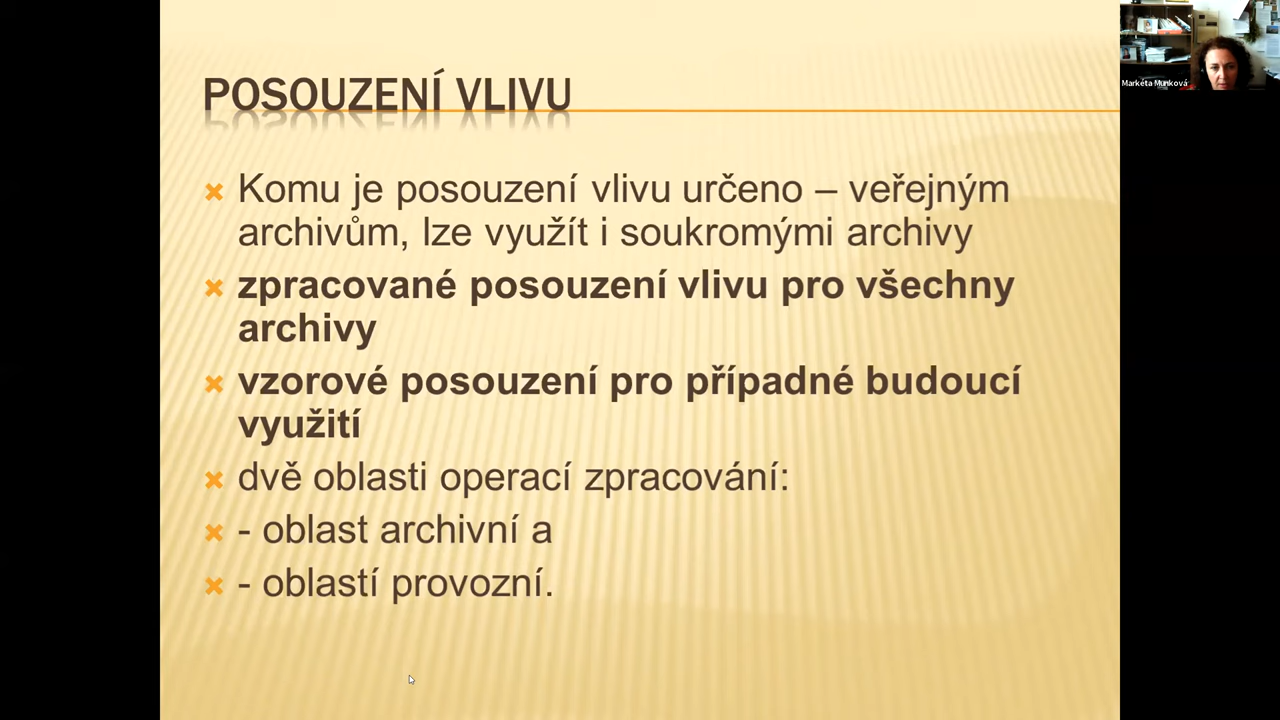 POSOUZENÍ VLIVU
Markéta Muňková
Komu je posouzení vlivu určeno – veřejným
archivům, lze využít i soukromými archivy
zpracované posouzení vlivu pro všechny
archivy
vzorové posouzení pro případné budoucí
využití
dvě oblasti operací zpracování:
- oblast archivní a
- oblastí provozní.